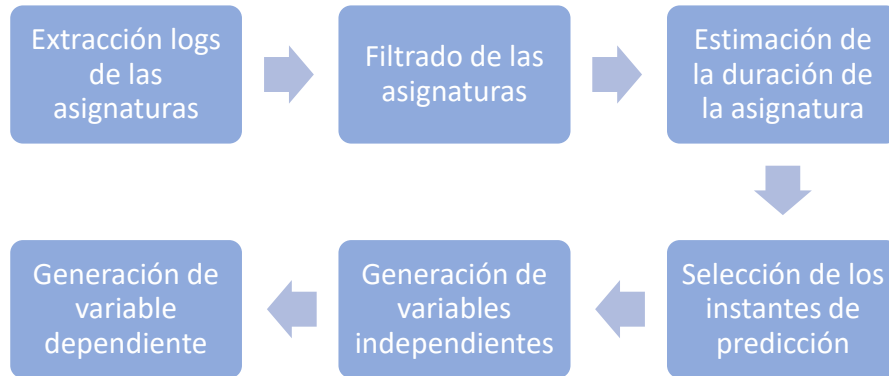 Extracción logs
de las
asignaturas
Filtrado de las
asignaturas
Estimación de
la duración de
la asignatura
Selección de los
instantes de
predicción
Generación de
variables
independientes
Generación de
variable
dependiente